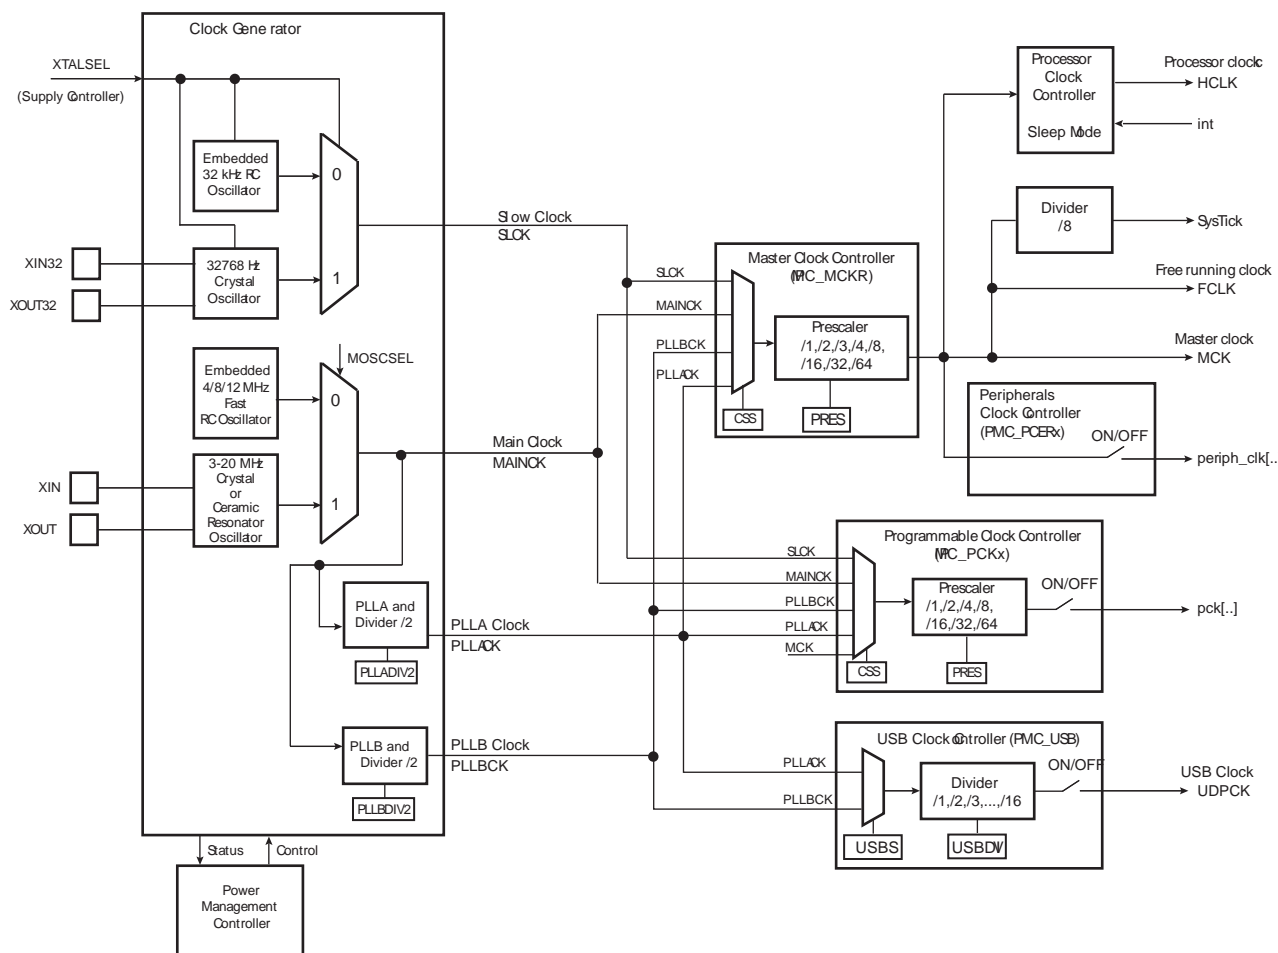 Clock Generator
XTALSEL
(Supply Controller)
Embedded
32 kHz RC
Oscillator
0
XIN32
XOUT32
32768 Hz
Crystal
Oscillator
1
Slow Clock
SLCK
MOSCSEL
Embedded
4/8/12 MHz
Fast
RC Oscillator
0
XIN
XOUT
3-20 MHz
Crystal
or
Ceramic
Resonator
Oscillator
1
Main Clock
MAINCK
PLLA and
Divider /2
PLLADIV2
PLLA Clock
PLLACK
PLLB and
Divider /2
PLLBDIV2
PLLB Clock
PLLBCK
Status
Control
Power
Management
Controller
Master Clock Controller
(PMC_MCKR)
SLCK
MAINCK
PLLBCK
PLLACK
Prescaler
/1,/2,/3,/4,/8,
/16,/32,/64
CSS
PRES
Processor
Clock
Controller
Sleep Mode
Processor clock
HCLK
int
Divider
/8
SysTick
Free running clock
FCLK
Master clock
MCK
Peripherals
Clock Controller
(PMC_PCERx)
ON/OFF
periph_clk[..
Programmable Clock Controller
(PMC_PCKx)
SLCK
MAINCK
PLLBCK
PLLACK
MCK
Prescaler
/1,/2,/4,/8,
/16,/32,/64
CSS
PRES
ON/OFF
pck[..]
USB Clock Controller (PMC_USB)
PLLACK
PLLBCK
Divider
/1,/2,/3,...,/16
USBS
USBDIV
ON/OFF
USB Clock
UDPCK